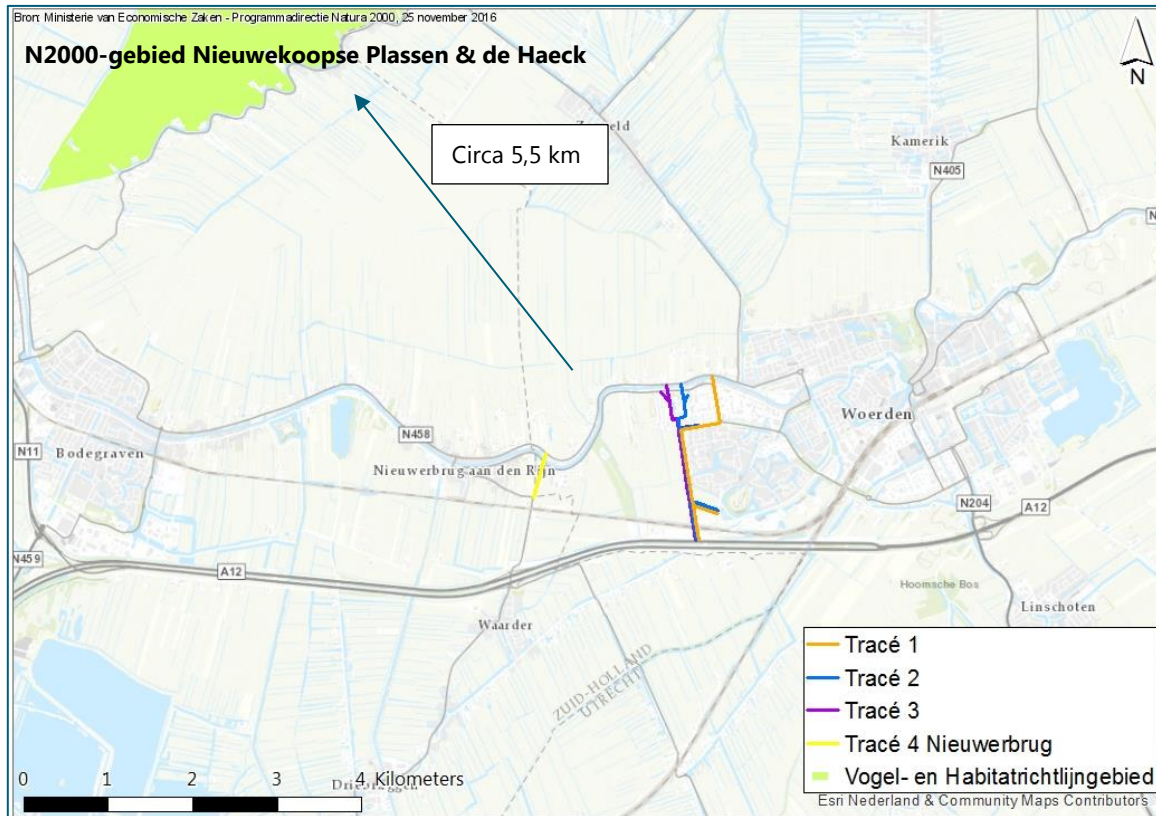 Bron: Ministerie van Economische Zaken - Programmadirectie Natura 2000, 25 november 2016
N2000-gebied Nieuwekoopse Plassen & de Haeck
N
Circa 5,5 km
Kamerik
N405
N
Woerden
N458
N11
Bodegraven
Nieuwerbrug aan den Rijn
N204
A12
N459
A12
Hoomsche Bos
Linschoten
Waarder
ZUID-HOLLAND
UTRECHT
Tracé 1
Tracé 2
Tracé 3
Tracé 4 Nieuwerbrug
Vogel- en Habitatrichtlijngebied
0 1 2 3 4 Kilometers
Esri Nederland & Community Maps Contributors